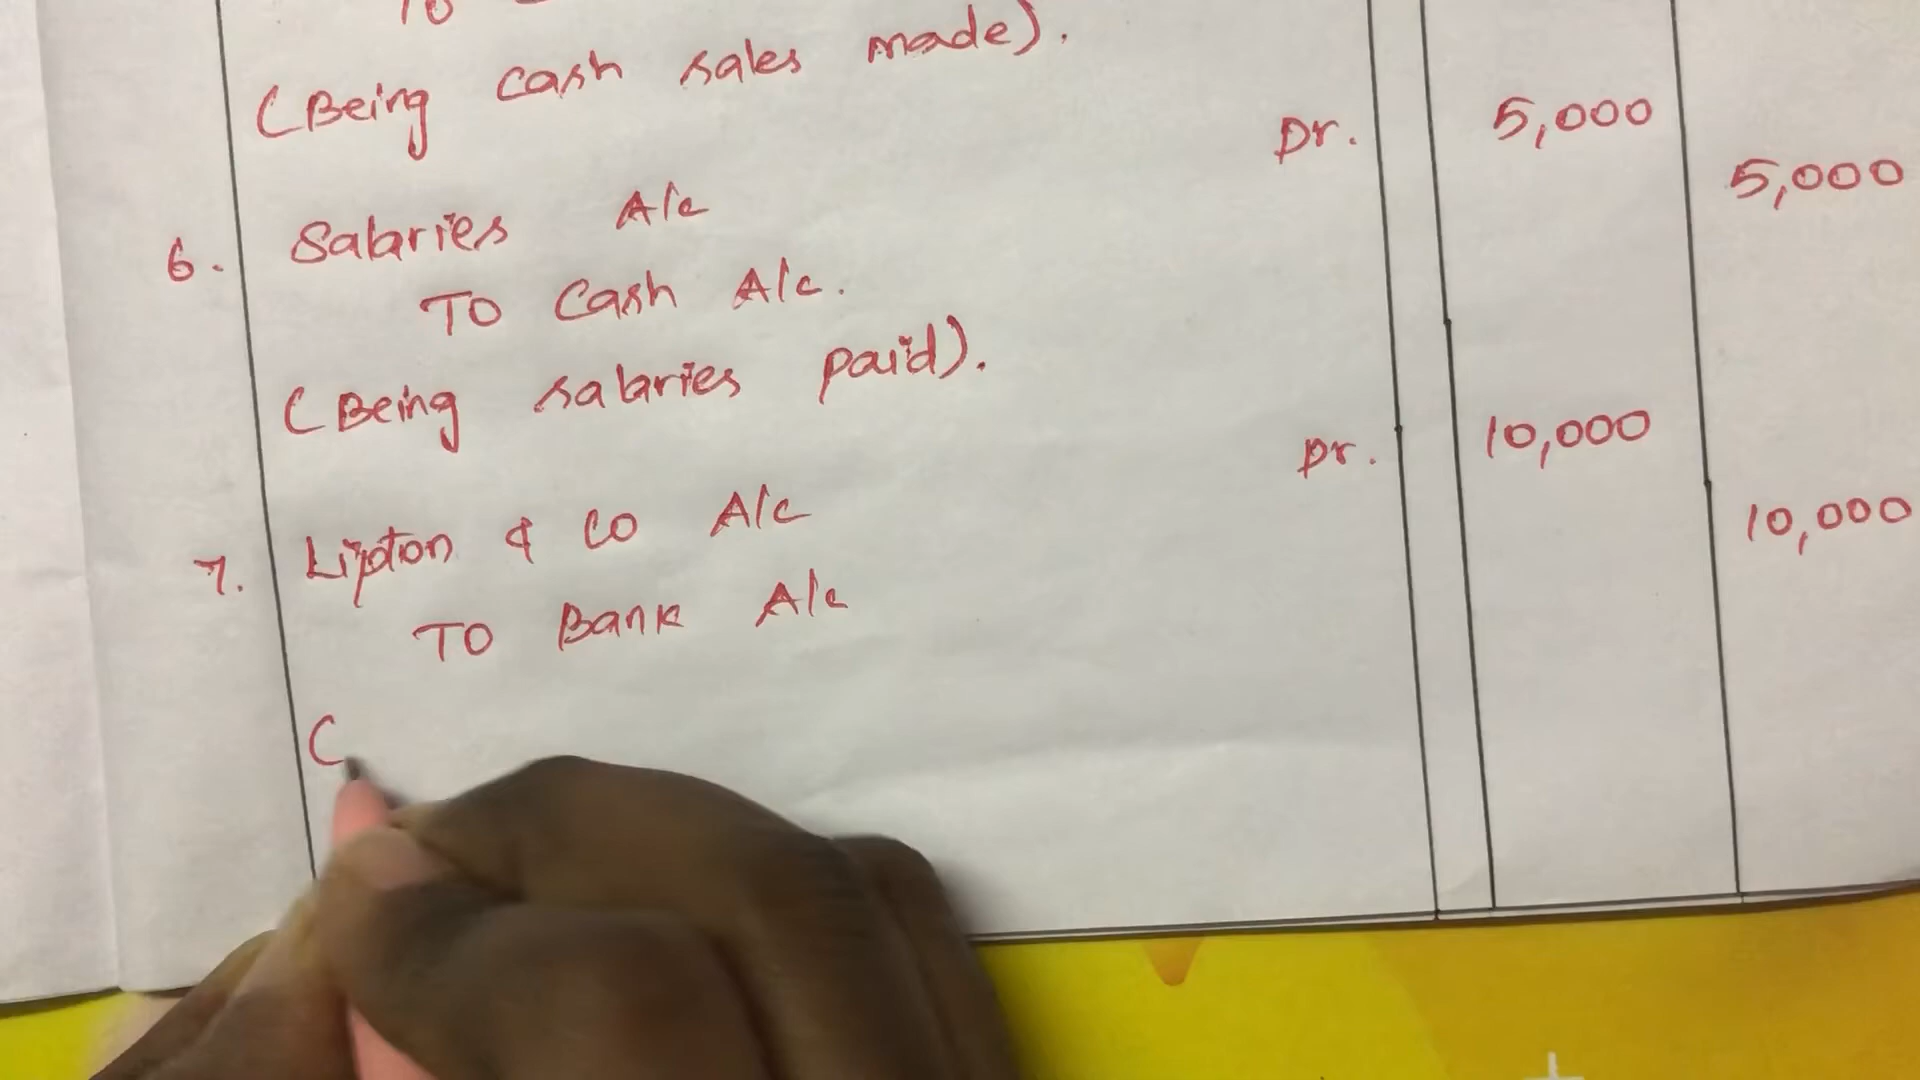 TO
(Being cash sales made).
6. Salaries A/c Dr. 5,000
TO Cash A/c. 5,000
(Being salaries paid).
7. Lipton & Co A/c Dr. 10,000
TO Bank A/c 10,000
(